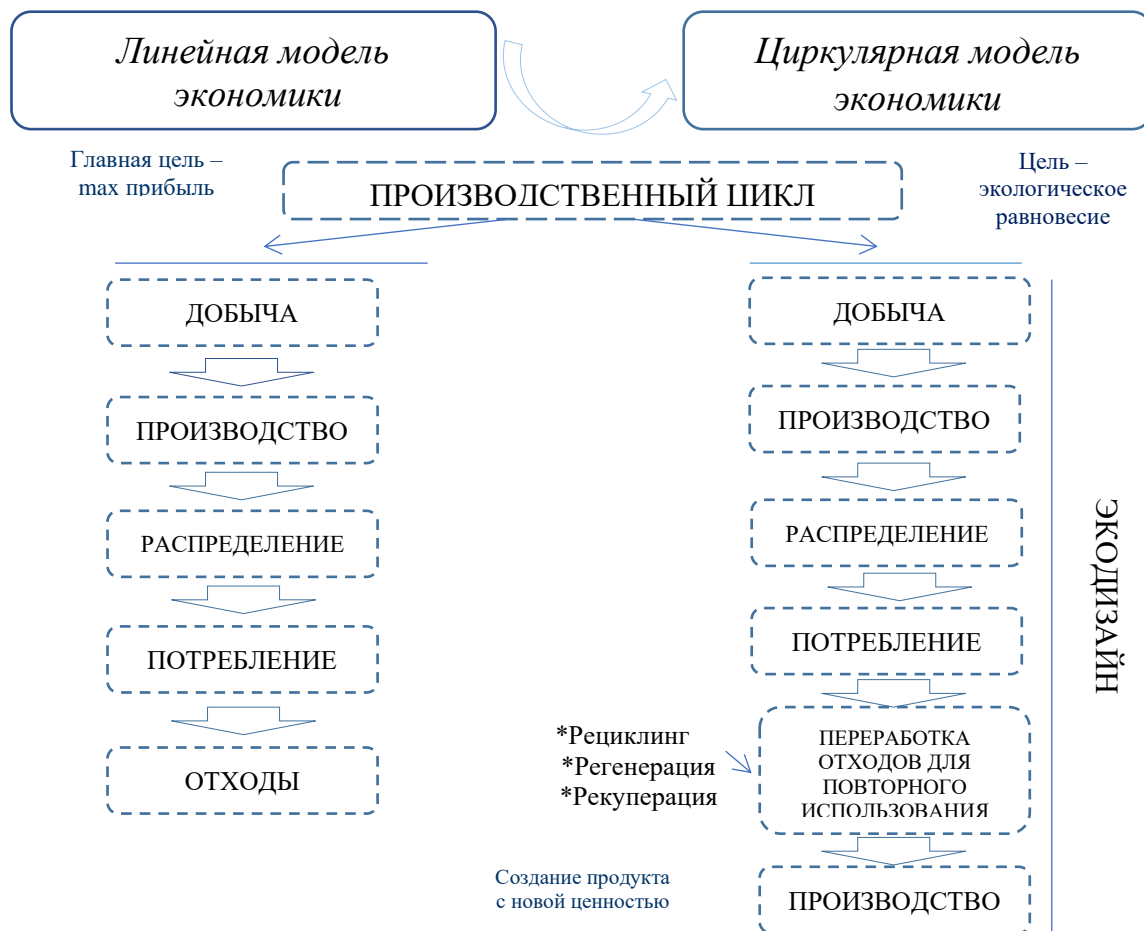 Линейная модель
экономики
Циркулярная модель
экономики
Главная цель –
max прибыль
ПРОИЗВОДСТВЕННЫЙ ЦИКЛ
Цель –
экологическое
равновесие
ДОБЫЧА
ПРОИЗВОДСТВО
РАСПРЕДЕЛЕНИЕ
ПОТРЕБЛЕНИЕ
ОТХОДЫ
ДОБЫЧА
ПРОИЗВОДСТВО
РАСПРЕДЕЛЕНИЕ
ПОТРЕБЛЕНИЕ
*Рециклинг
*Регенерация
*Рекуперация
ПЕРЕРАБОТКА
ОТХОДОВ ДЛЯ
ПОВТОРНОГО
ИСПОЛЬЗОВАНИЯ
Создание продукта
с новой ценностью
ПРОИЗВОДСТВО
ЭКОДИЗАЙН